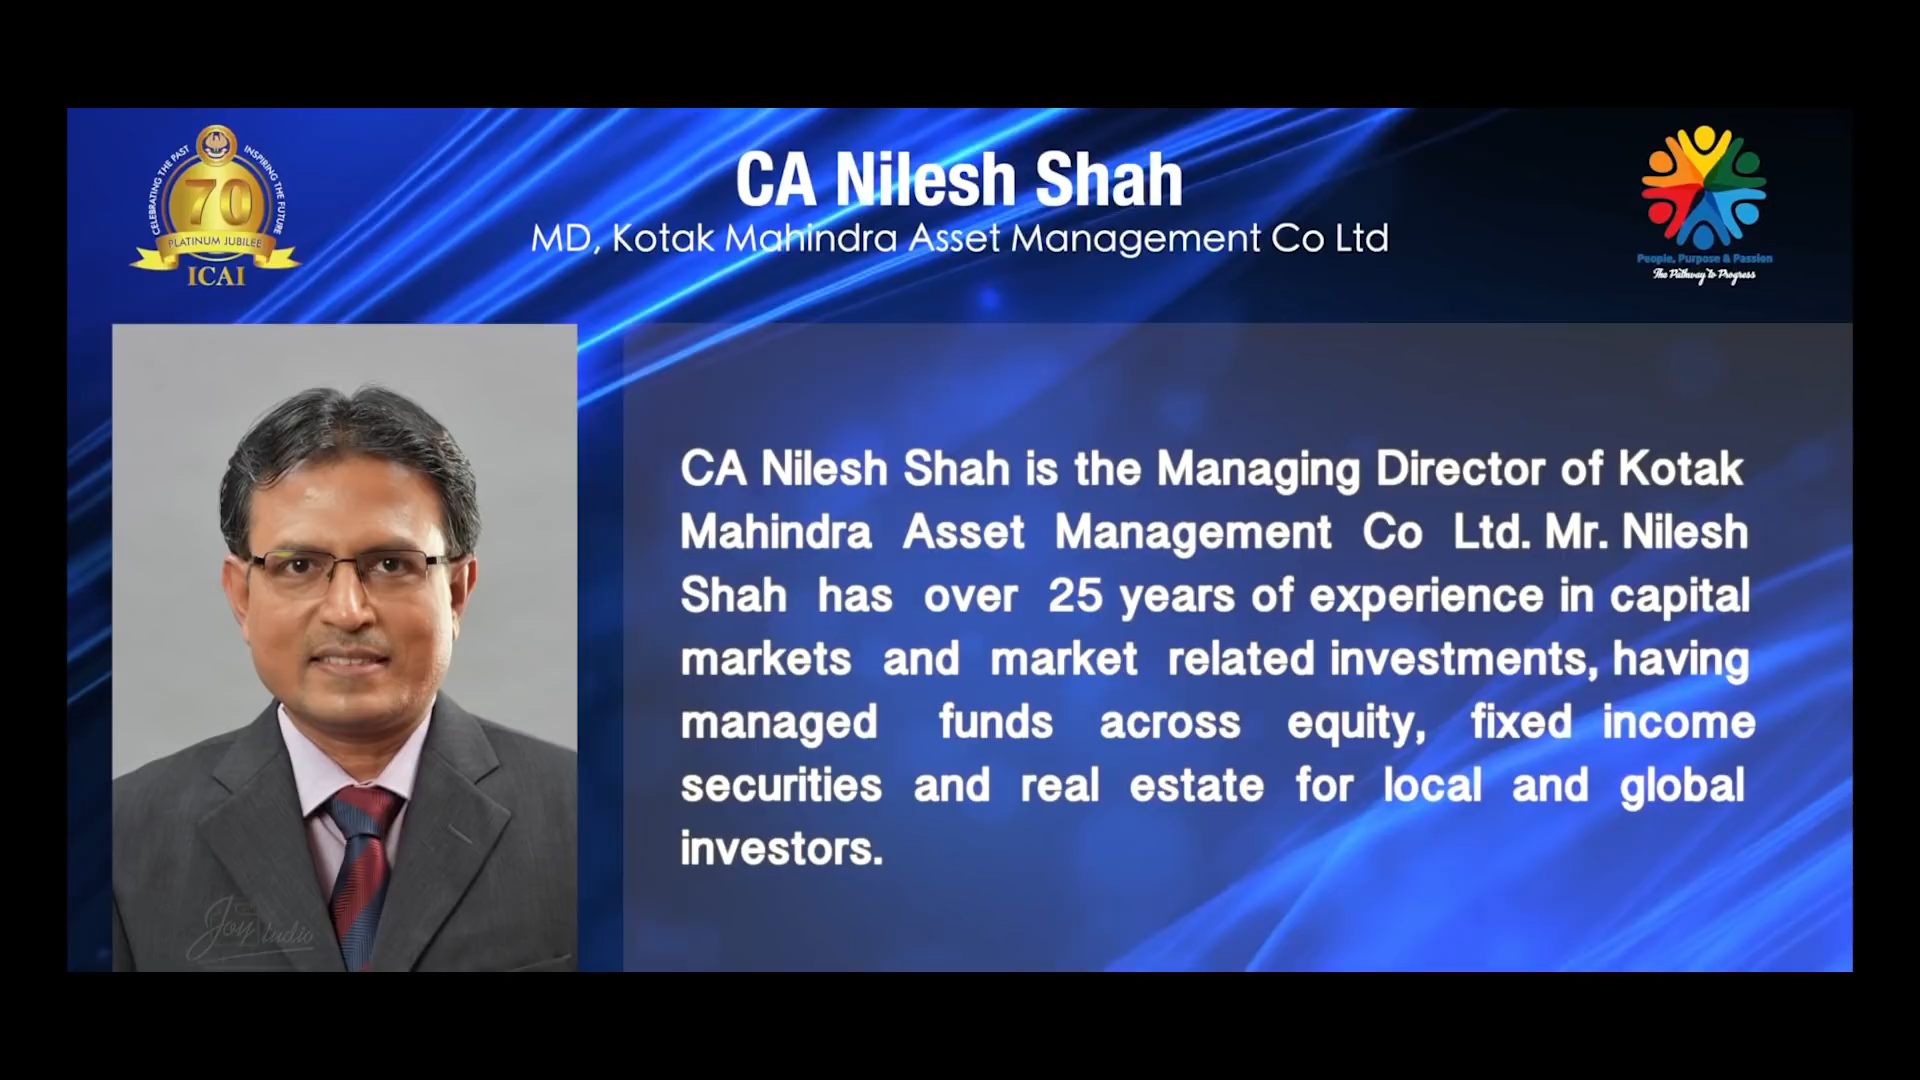 CELEBRATING THE PAST
INSPIRING THE FUTURE
70
PLATINUM JUBILEE
ICAI
CA Nilesh Shah
MD, Kotak Mahindra Asset Management Co Ltd
People, Purpose & Passion
The Pathway to Progress
CA Nilesh Shah is the Managing Director of Kotak
Mahindra Asset Management Co Ltd. Mr. Nilesh
Shah has over 25 years of experience in capital
markets and market related investments, having
managed funds across equity, fixed income
securities and real estate for local and global
investors.
Joy